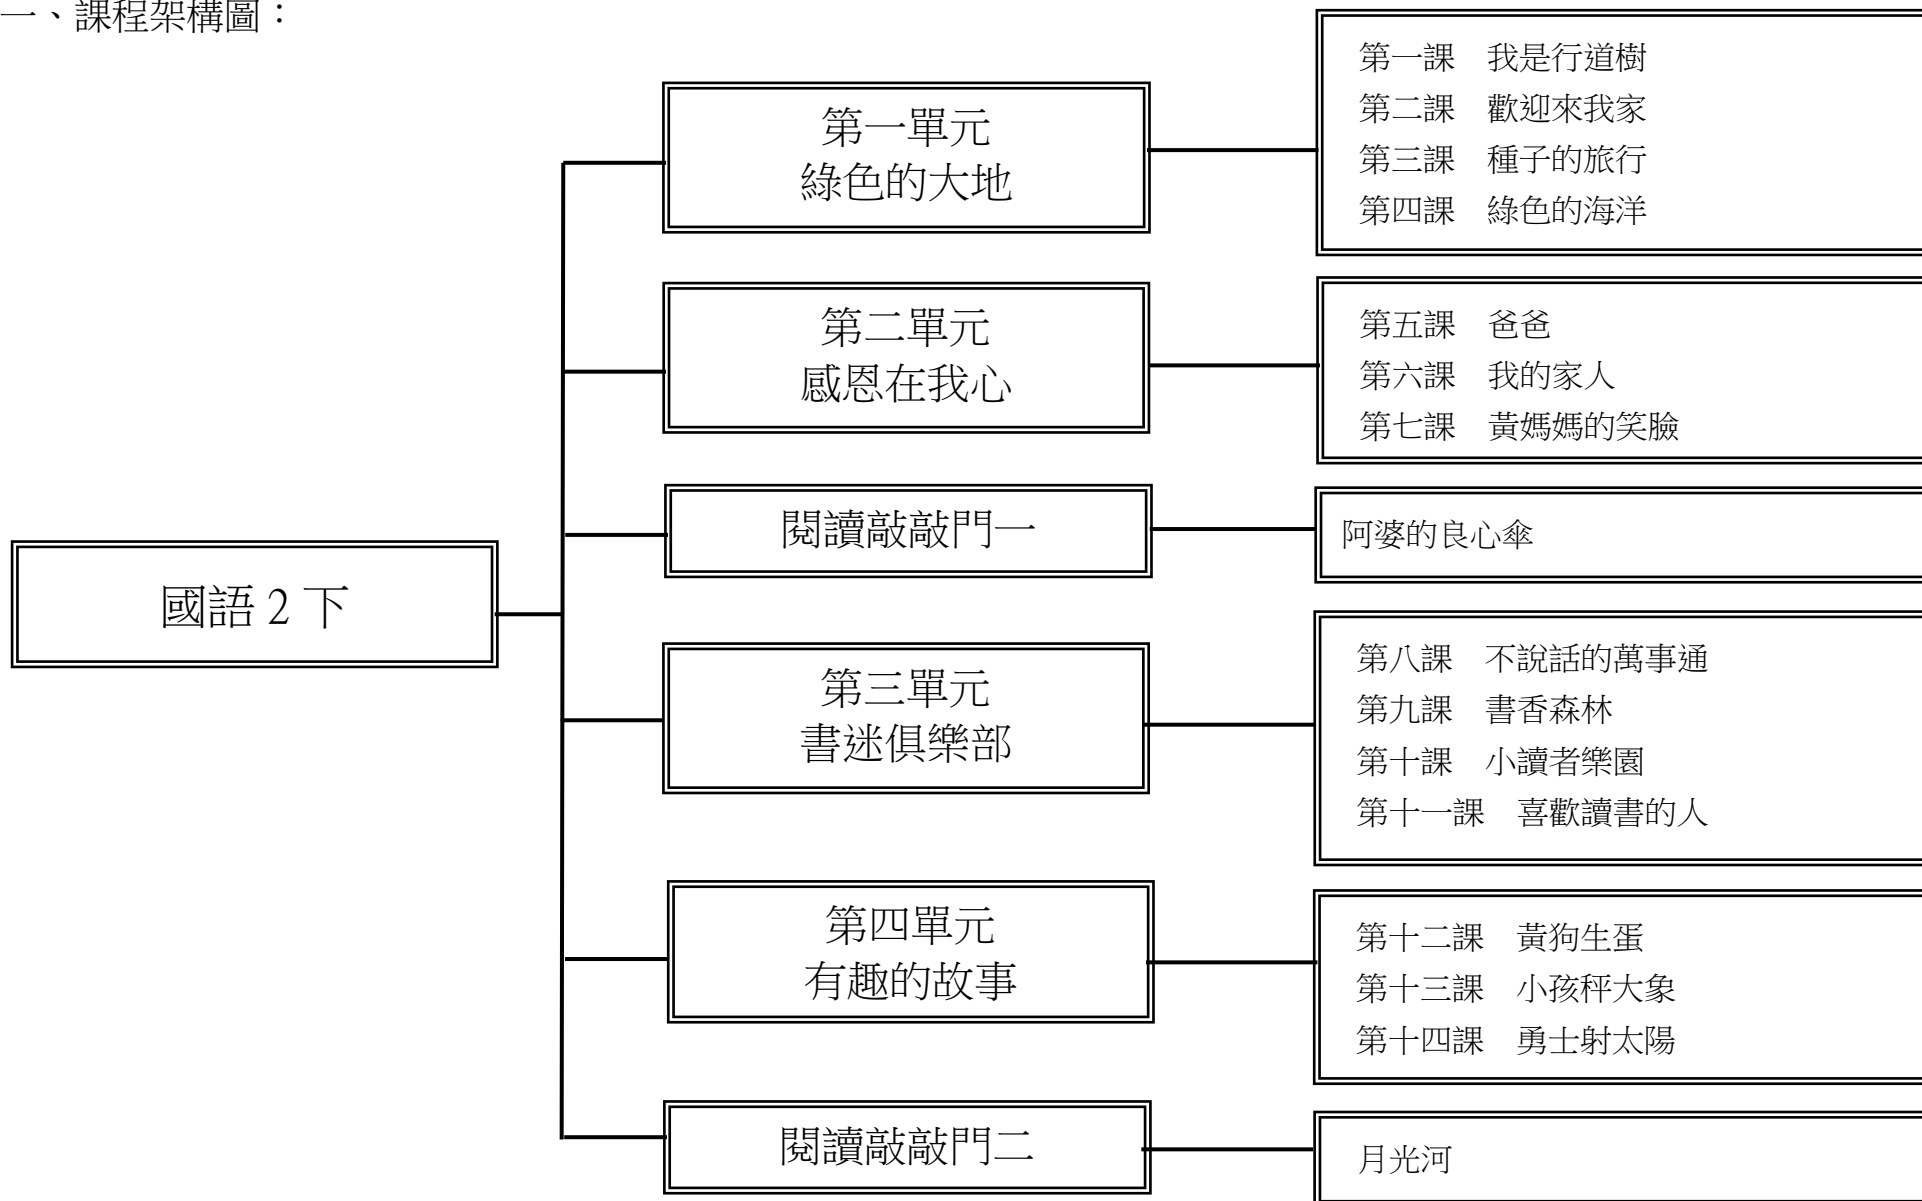 一、課程架構圖：
國語 2 下
第一單元
綠色的大地
第一課　我是行道樹
第二課　歡迎來我家
第三課　種子的旅行
第四課　綠色的海洋
第二單元
感恩在我心
第五課　爸爸
第六課　我的家人
第七課　黃媽媽的笑臉
閱讀敲敲門一
阿婆的良心傘
第三單元
書迷俱樂部
第八課　不說話的萬事通
第九課　書香森林
第十課　小讀者樂園
第十一課　喜歡讀書的人
第四單元
有趣的故事
第十二課　黃狗生蛋
第十三課　小孩秤大象
第十四課　勇士射太陽
閱讀敲敲門二
月光河